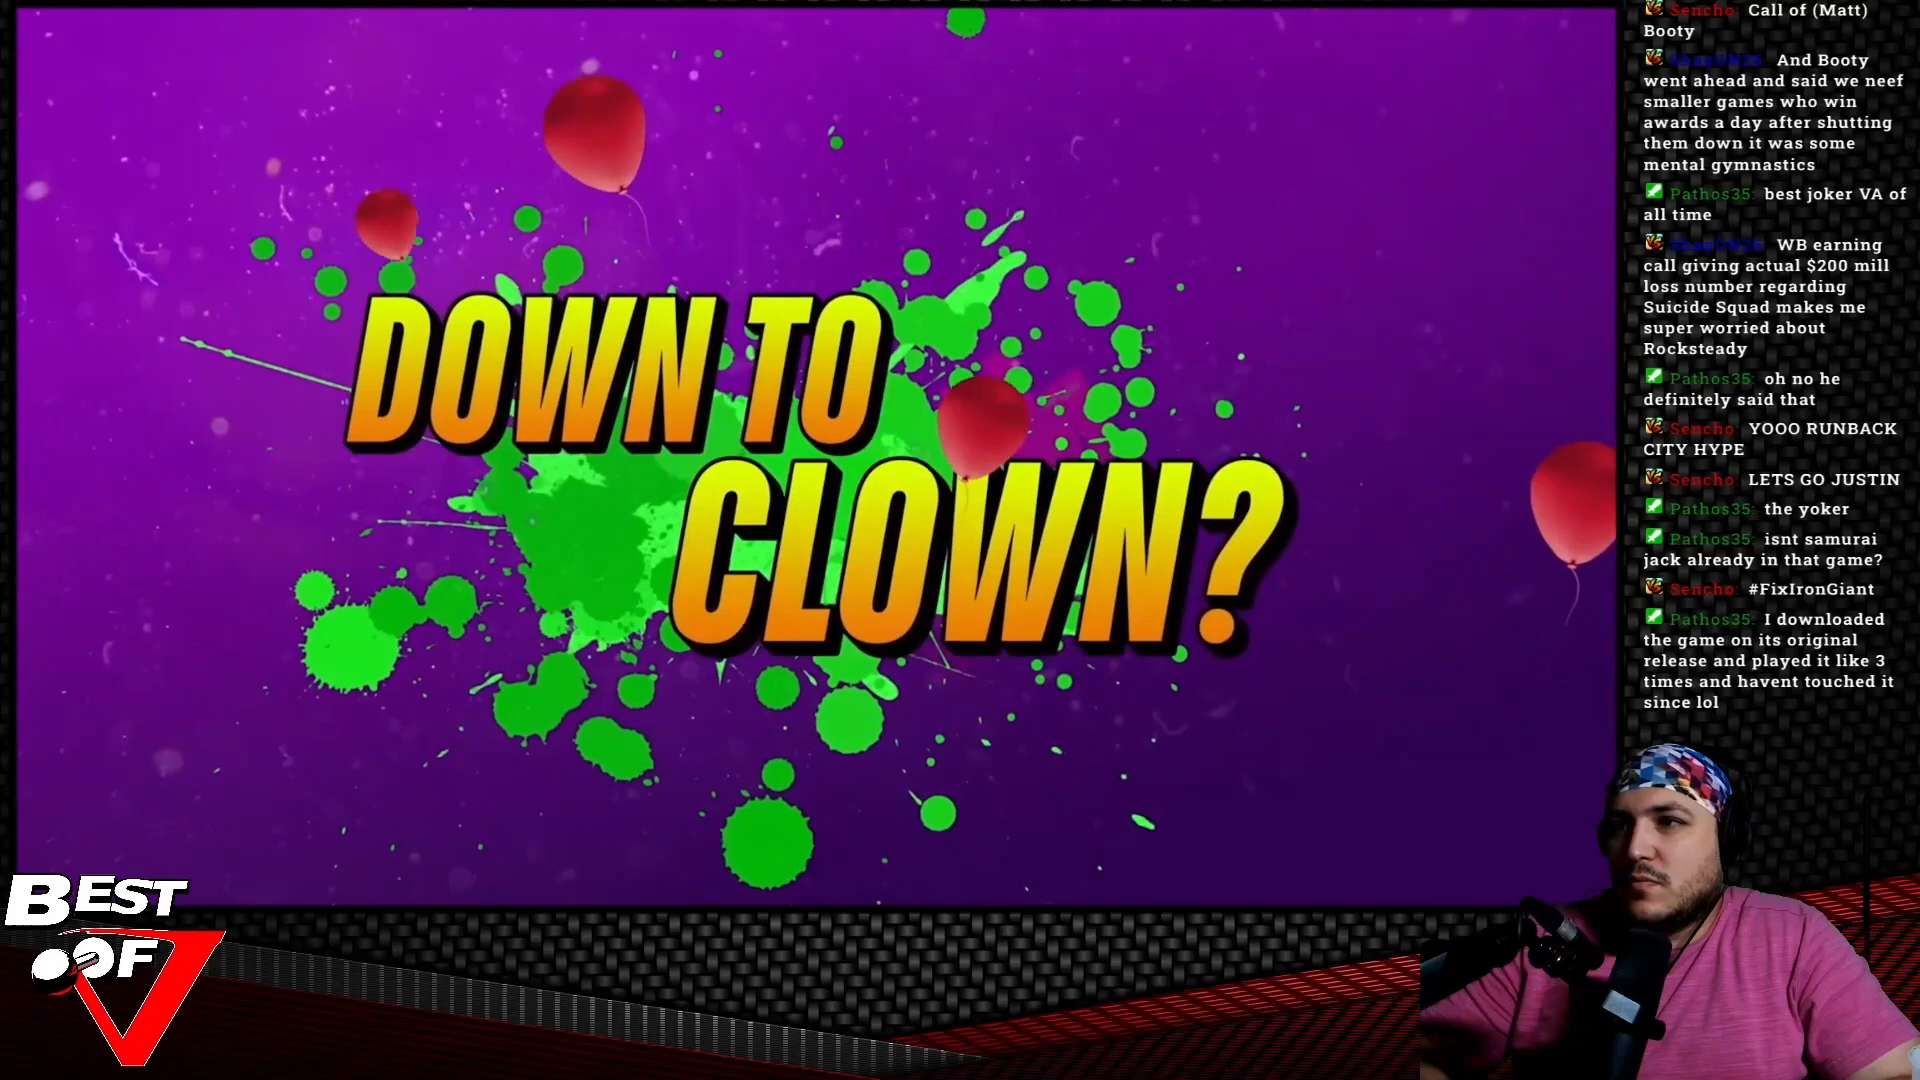 DOWN TO
CLOWN?
Sencho: Call of (Matt)
Booty
And Booty
went ahead and said we neef
smaller games who win
awards a day after shutting
them down it was some
mental gymnastics
Pathos35: best joker VA of
all time
WB earning
call giving actual $200 mill
loss number regarding
Suicide Squad makes me
super worried about
Rocksteady
Pathos35: oh no he
definitely said that
Sencho: YOOO RUNBACK
CITY HYPE
Sencho: LETS GO JUSTIN
Pathos35: the yoker
Pathos35: isnt samurai
jack already in that game?
Sencho: #FixIronGiant
Pathos35: I downloaded
the game on its original
release and played it like 3
times and havent touched it
since lol
BEST
OF
V